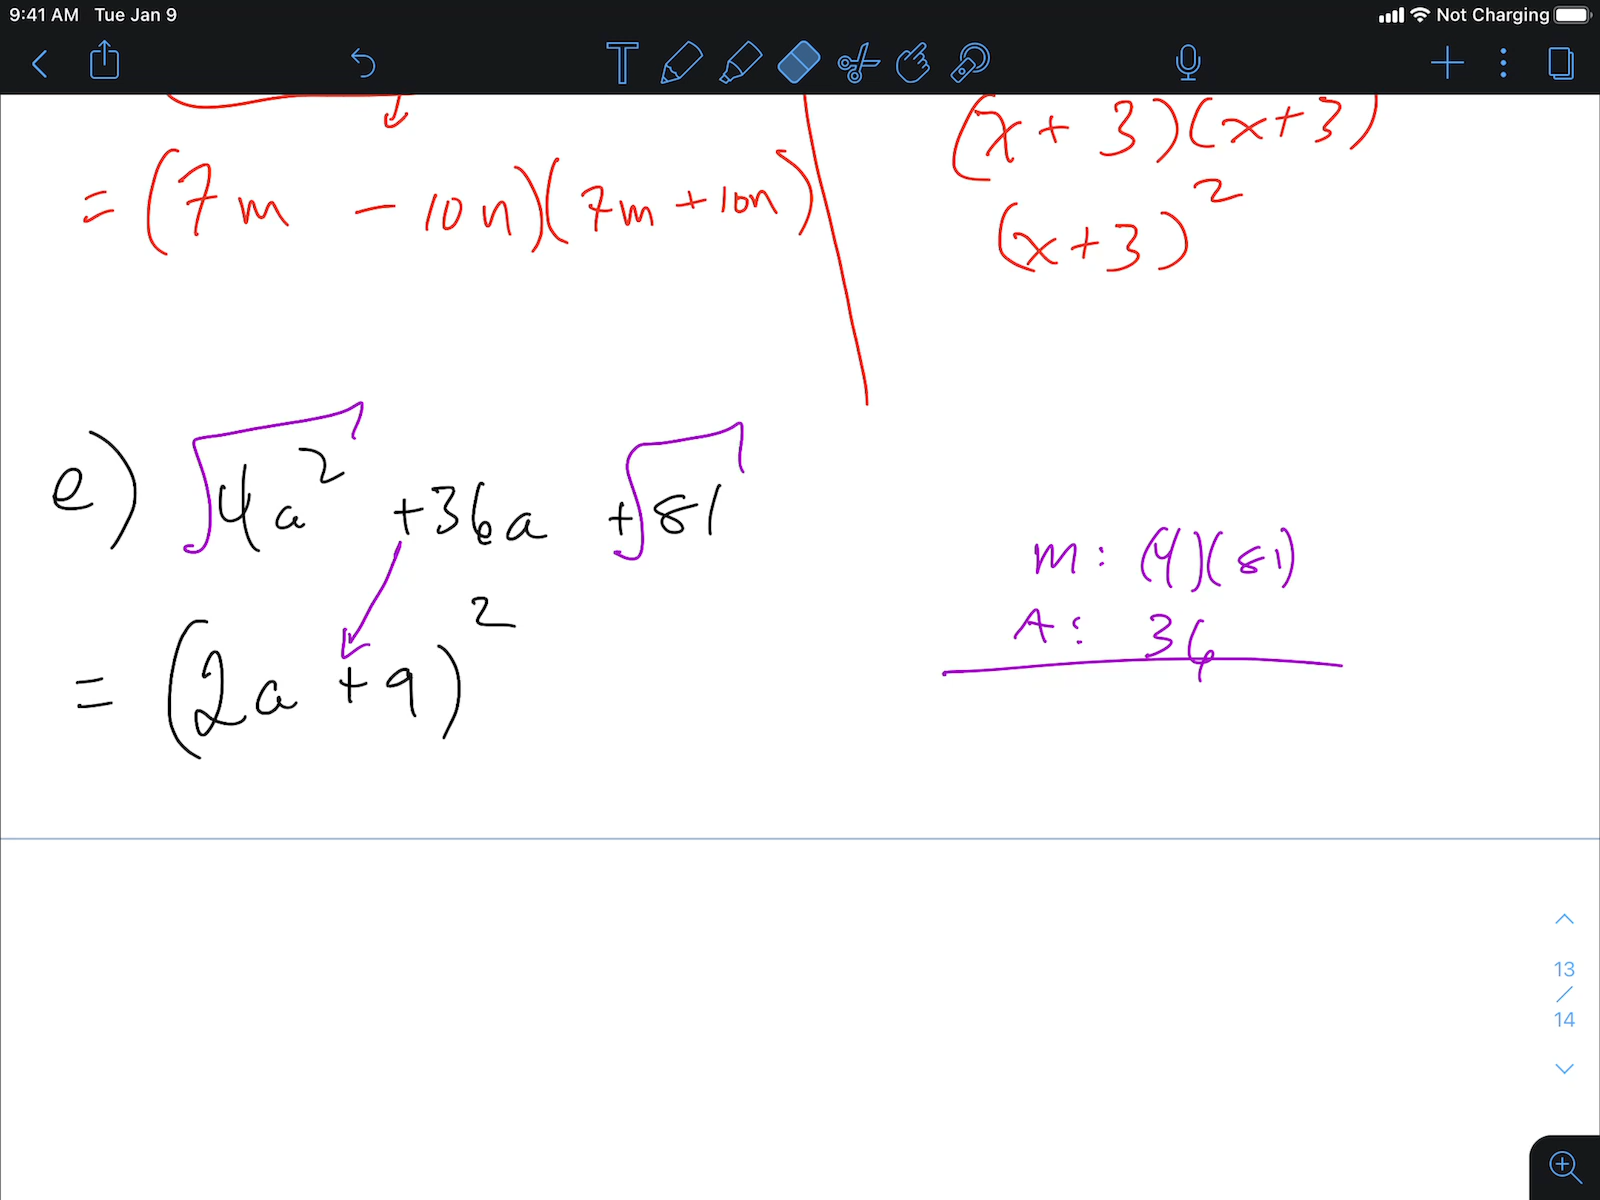 9:41 AM Tue Jan 9
Not Charging
= (7m - 10n)(7m + 10n)
(x + 3)(x+3)
(x+3)²
e) √4a² +36a +√81
= (2a +9)²
m: (4)(81)
A: 36
13
/
14